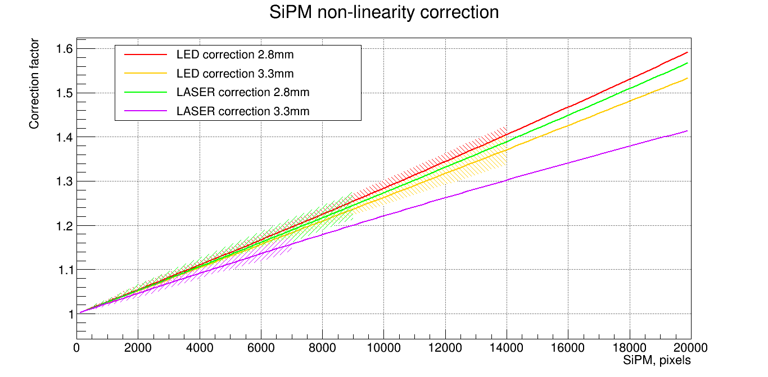 SiPM non-linearity correction
Correction factor
1.6
1.5
1.4
1.3
1.2
1.1
1
LED correction 2.8mm
LED correction 3.3mm
LASER correction 2.8mm
LASER correction 3.3mm
0 2000 4000 6000 8000 10000 12000 14000 16000 18000 20000
SiPM, pixels